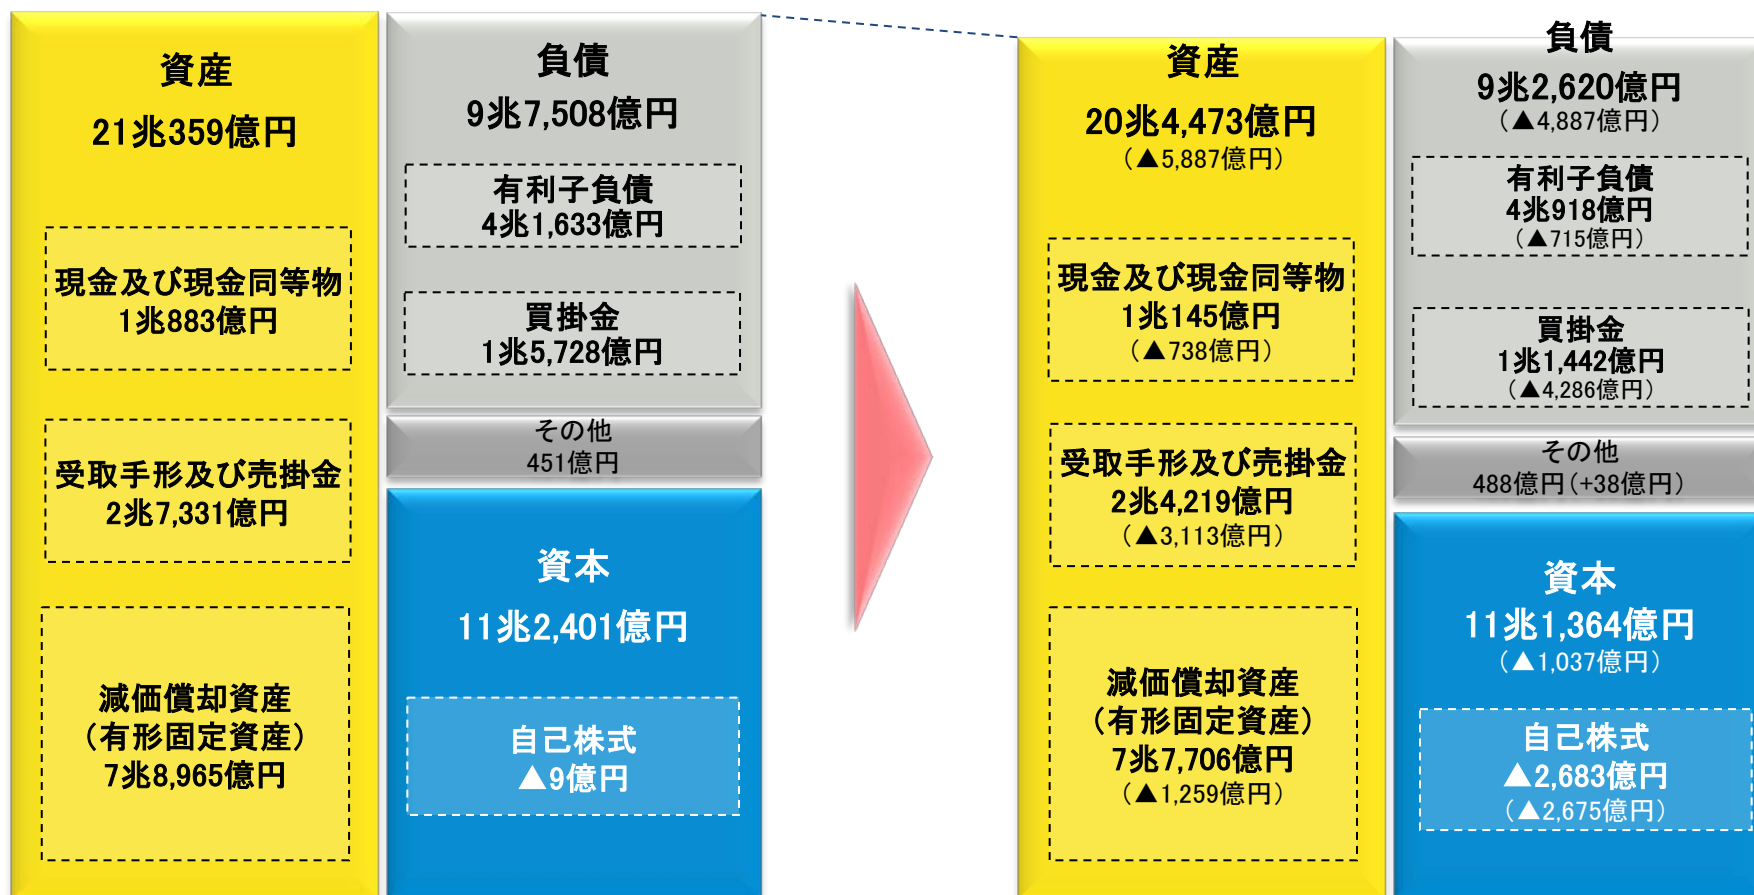 資産
21兆359億円
現金及び現金同等物
1兆883億円
受取手形及び売掛金
2兆7,331億円
減価償却資産
（有形固定資産）
7兆8,965億円
負債
9兆7,508億円
有利子負債
4兆1,633億円
買掛金
1兆5,728億円
その他
451億円
資本
11兆2,401億円
自己株式
▲9億円
資産
20兆4,473億円
（▲5,887億円）
現金及び現金同等物
1兆145億円
（▲738億円）
受取手形及び売掛金
2兆4,219億円
（▲3,113億円）
減価償却資産
（有形固定資産）
7兆7,706億円
（▲1,259億円）
負債
9兆2,620億円
（▲4,887億円）
有利子負債
4兆918億円
（▲715億円）
買掛金
1兆1,442億円
（▲4,286億円）
その他
488億円（+38億円）
資本
11兆1,364億円
（▲1,037億円）
自己株式
▲2,683億円
（▲2,675億円）